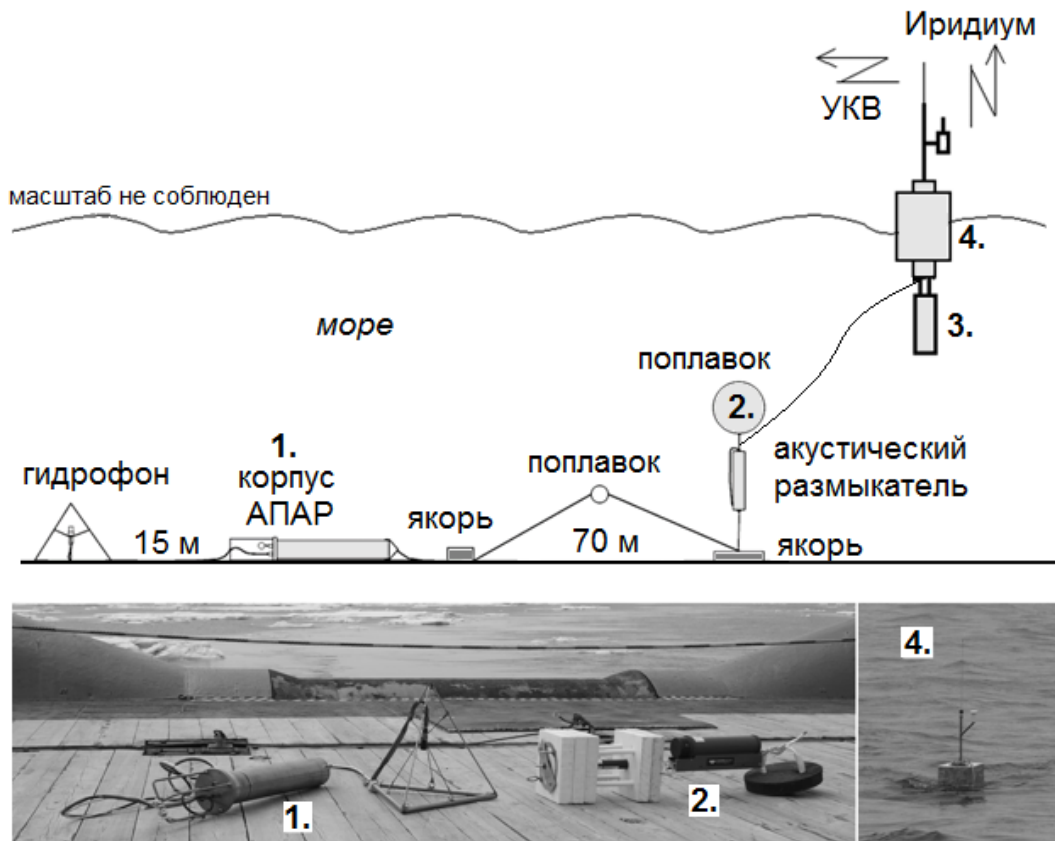 Иридиум
УКВ
масштаб не соблюден
4.
море
3.
поплавок
2.
1.
гидрофон
корпус
АПАР
поплавок
акустический
размыкатель
якорь
15 м
70 м
якорь
4.
1.
2.